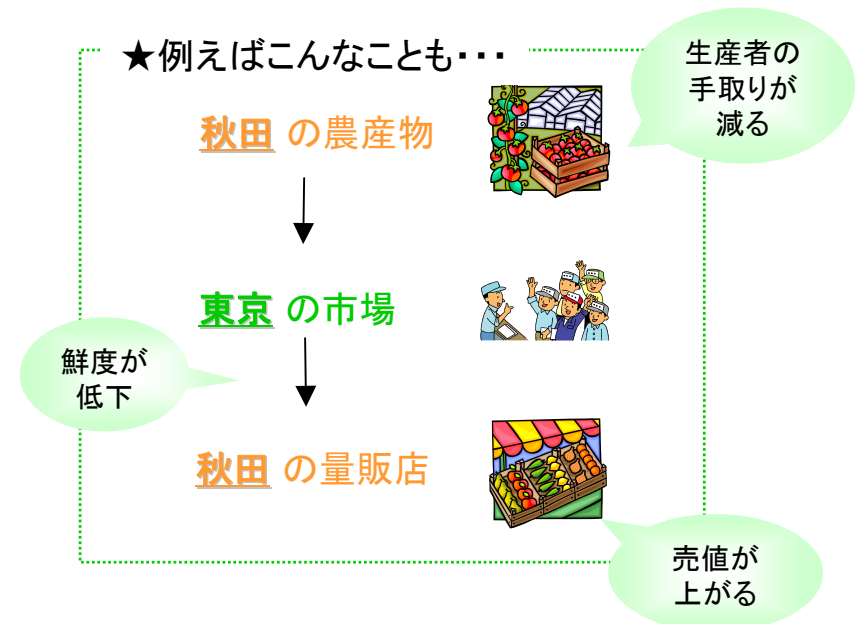 ★例えばこんなことも・・・
生産者の
手取りが
減る
秋田 の農産物
東京 の市場
鮮度が
低下
秋田 の量販店
売値が
上がる